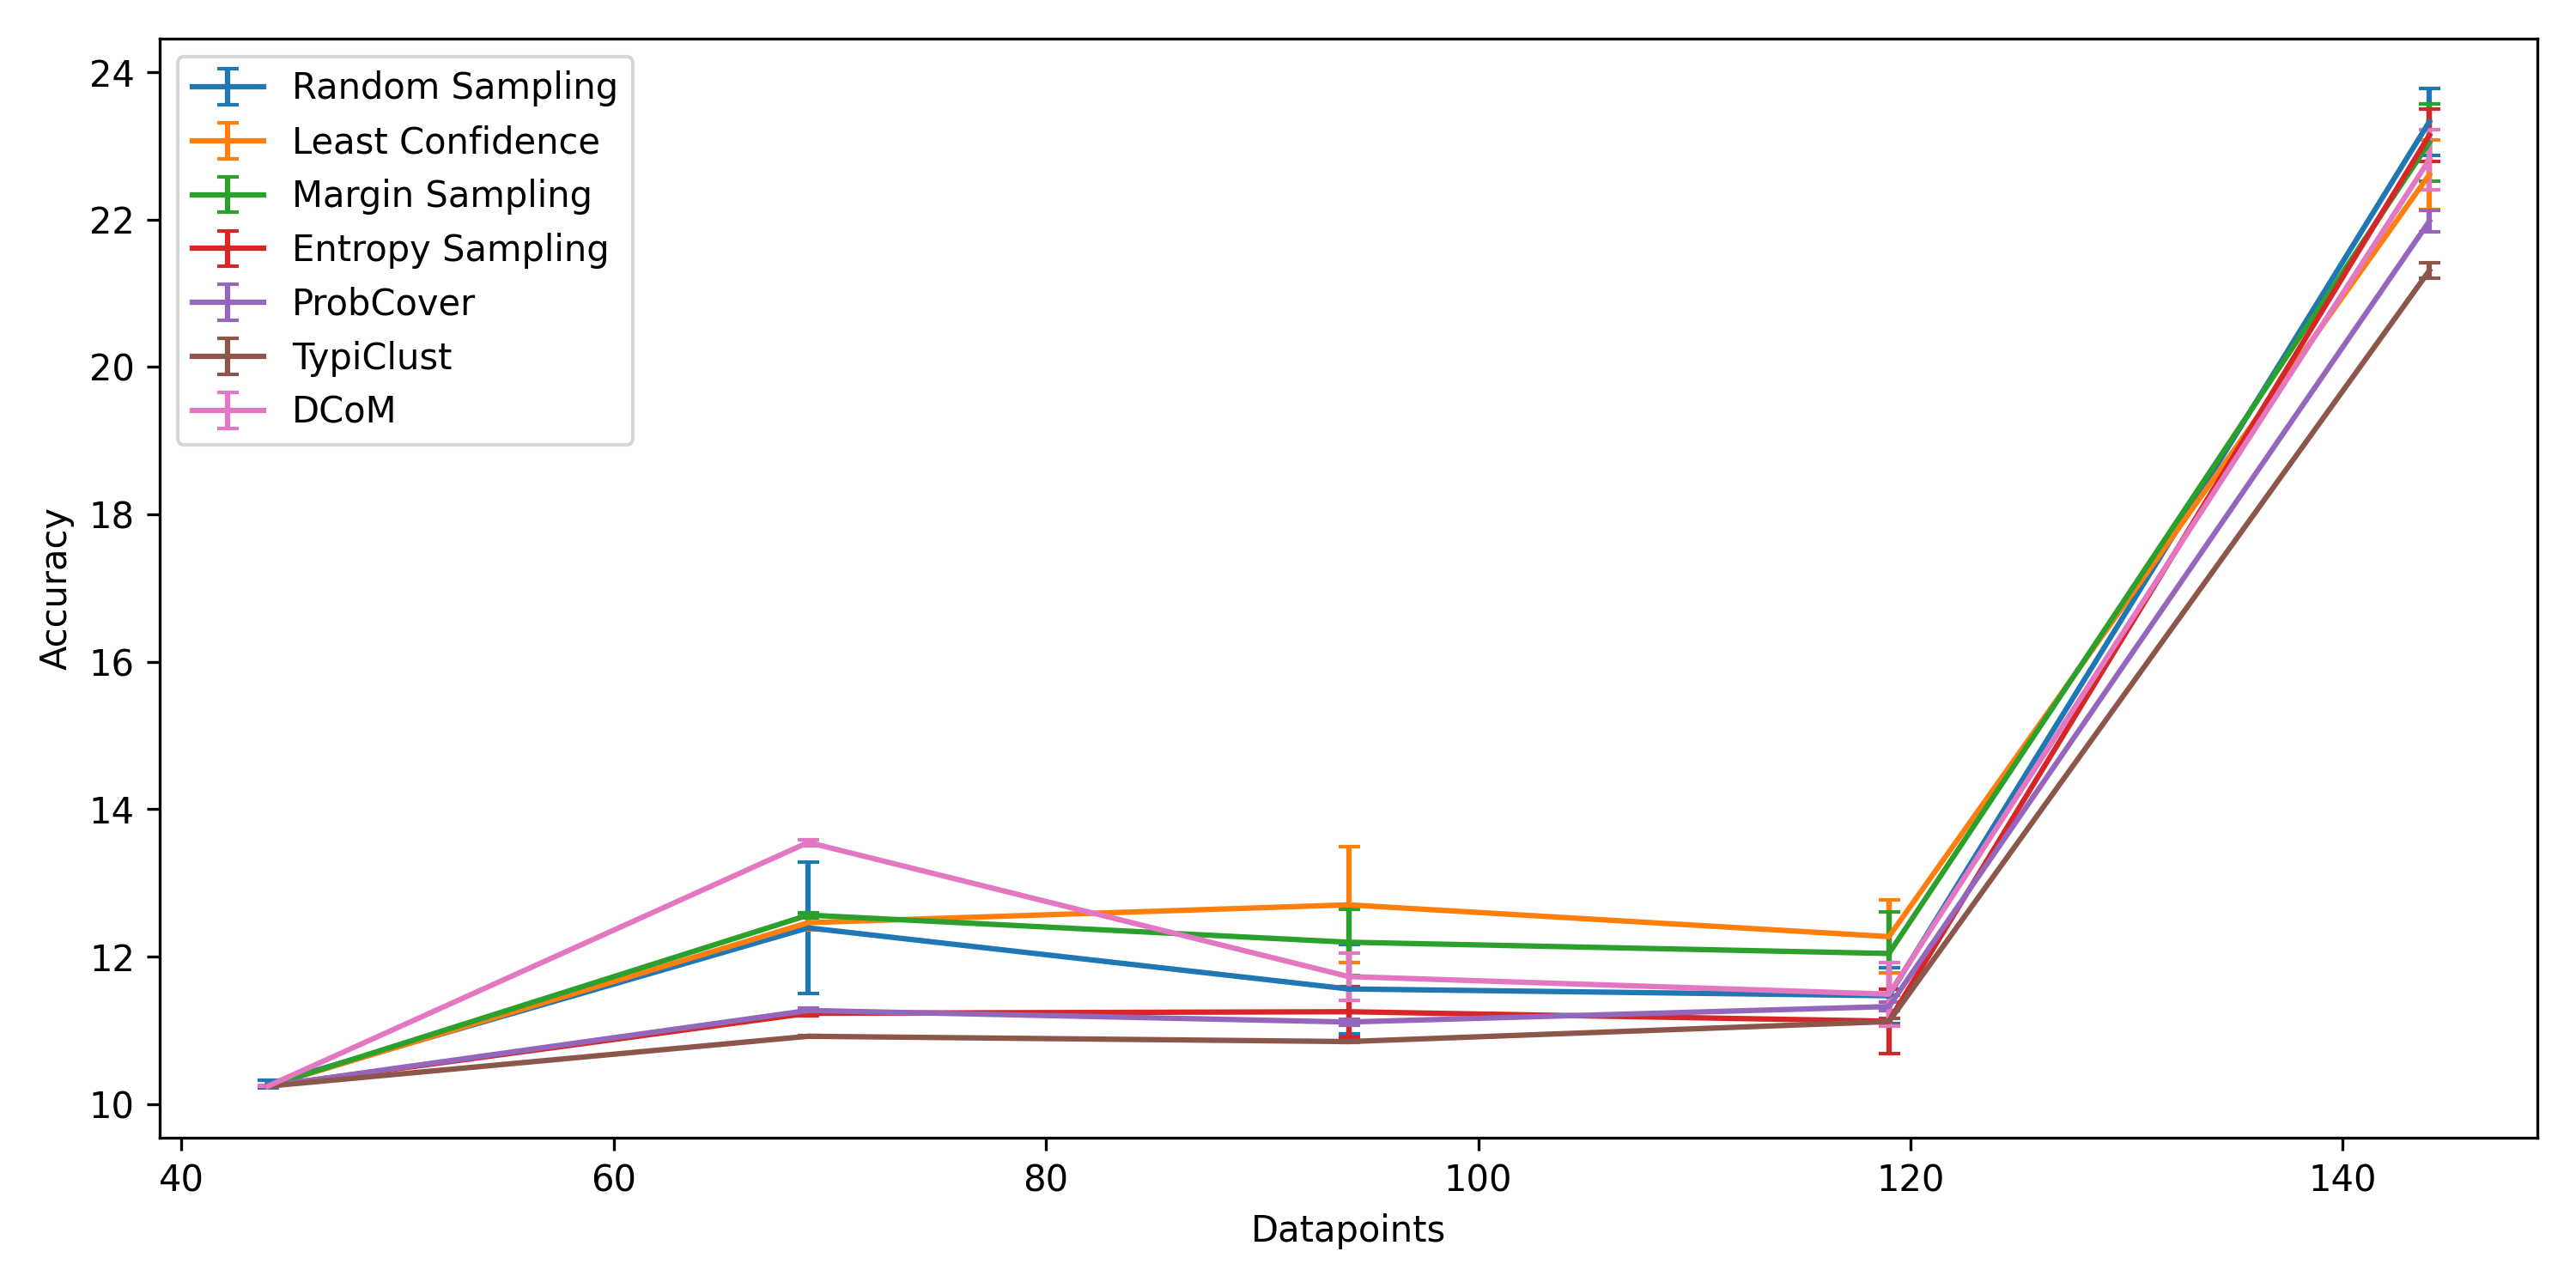 24
22
20
18
16
14
12
10
Accuracy
Random Sampling
Least Confidence
Margin Sampling
Entropy Sampling
ProbCover
TypiClust
DCoM
40 60 80 100 120 140
Datapoints